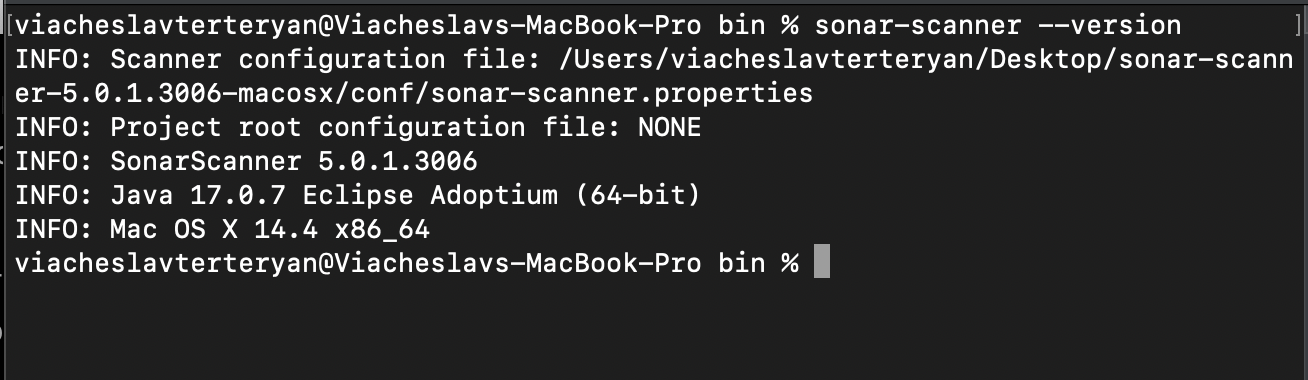 [viacheslavterteryan@Viacheslavs-MacBook-Pro bin % sonar-scanner --version ]
INFO: Scanner configuration file: /Users/viacheslavterteryan/Desktop/sonar-scann
er-5.0.1.3006-macosx/conf/sonar-scanner.properties
INFO: Project root configuration file: NONE
INFO: SonarScanner 5.0.1.3006
INFO: Java 17.0.7 Eclipse Adoptium (64-bit)
INFO: Mac OS X 14.4 x86_64
viacheslavterteryan@Viacheslavs-MacBook-Pro bin %